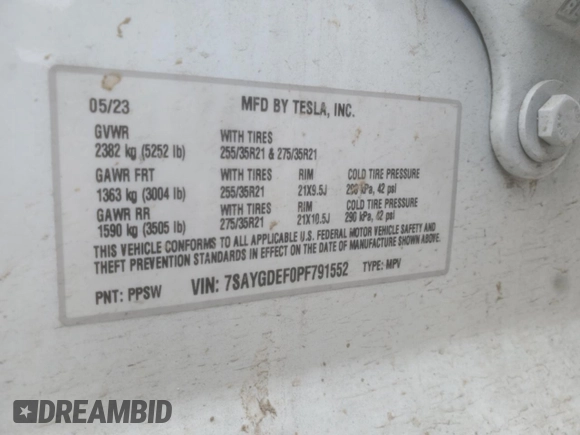 05/23 MFD BY TESLA, INC.
GVWR WITH TIRES
2382 kg (5252 lb) 255/35R21 & 275/35R21
GAWR FRT WITH TIRES RIM COLD TIRE PRESSURE
1363 kg (3004 lb) 255/35R21 21X9.5J 290 kPa, 42 psi
GAWR RR WITH TIRES RIM COLD TIRE PRESSURE
1590 kg (3505 lb) 275/35R21 21X10.5J 290 kPa, 42 psi
THIS VEHICLE CONFORMS TO ALL APPLICABLE U.S. FEDERAL MOTOR VEHICLE SAFETY AND
THEFT PREVENTION STANDARDS IN EFFECT ON THE DATE OF MANUFACTURE SHOWN ABOVE.
PNT: PPSW VIN: 7SAYGDEF0PF791552 TYPE: MPV
DREAMBID